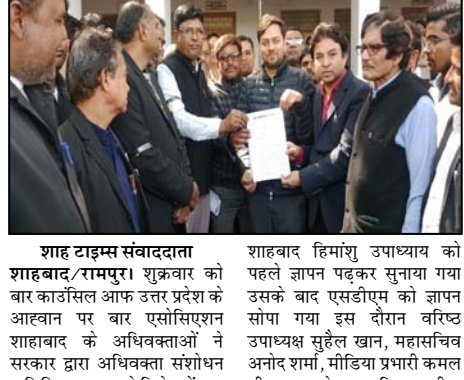 शाह टाइम्स संवाददाता
शाहबाद/रामपुर। शुक्रवार को
बार काउंसिल आफ उत्तर प्रदेश के
आह्वान पर बार एसोसिएशन
शाहाबाद के अधिवक्ताओं ने
सरकार द्वारा अधिवक्ता संशोधन
शाहबाद हिमांशु उपाध्याय को
पहले ज्ञापन पढ़कर सुनाया गया
उसके बाद एसडीएम को ज्ञापन
सोपा गया इस दौरान वरिष्ठ
उपाध्यक्ष सुहैल खान, महासचिव
अनोद शर्मा, मीडिया प्रभारी कमल